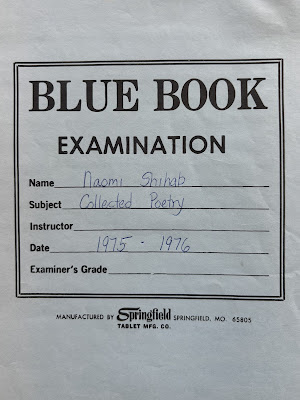 BLUE BOOK
EXAMINATION
Name Naomi Shihab
Subject Collected Poetry
Instructor
Date 1975 - 1976
Examiner's Grade
MANUFACTURED BY Springfield SPRINGFIELD, MO. 65805
TABLET MFG. CO.